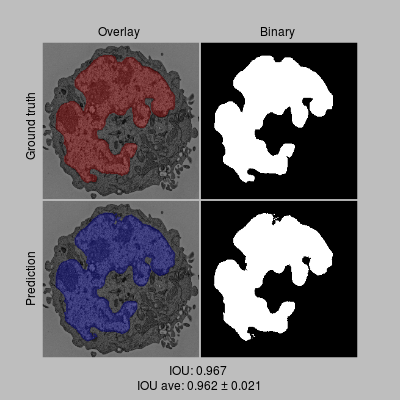 Overlay Binary
Ground truth
Prediction
IOU: 0.967
IOU ave: 0.962 ± 0.021